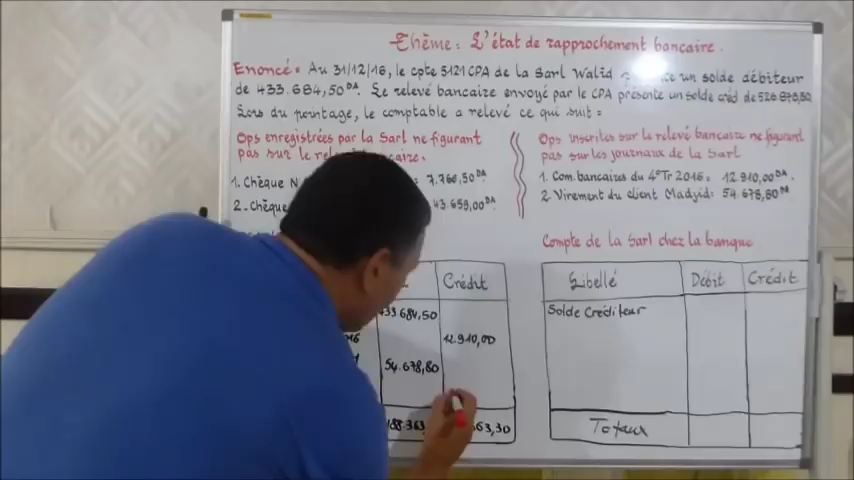 Thème : L'état de rapprochement bancaire.
Enoncé = Au 31/12/16, le cpte 5121 CPA de la Sarl Walid un solde débiteur
de 433.684,50 DA. Le relevé bancaire envoyé par le CPA présente un solde créd de
Lors du pointage, le comptable a relevé ce qui suit =
Ops enregistrées par la Sarl ne figurant
pas sur le
1. Chèque 7.766,50 DA
2. Chèque 43.659,00 DA
Ops inscrites sur le relevé bancaire ne figurant
pas sur les journaux de la Sarl
1. Com. bancaires du 4°Tr 2016 = 12.910,00 DA.
2. Virement du client Madjid: 54.678,80 DA
Crédit
433 684,50
12.910,00
54.678,80
Compte de la Sarl chez la banque
Libellé Débit Crédit
Solde Créditeur
Totaux